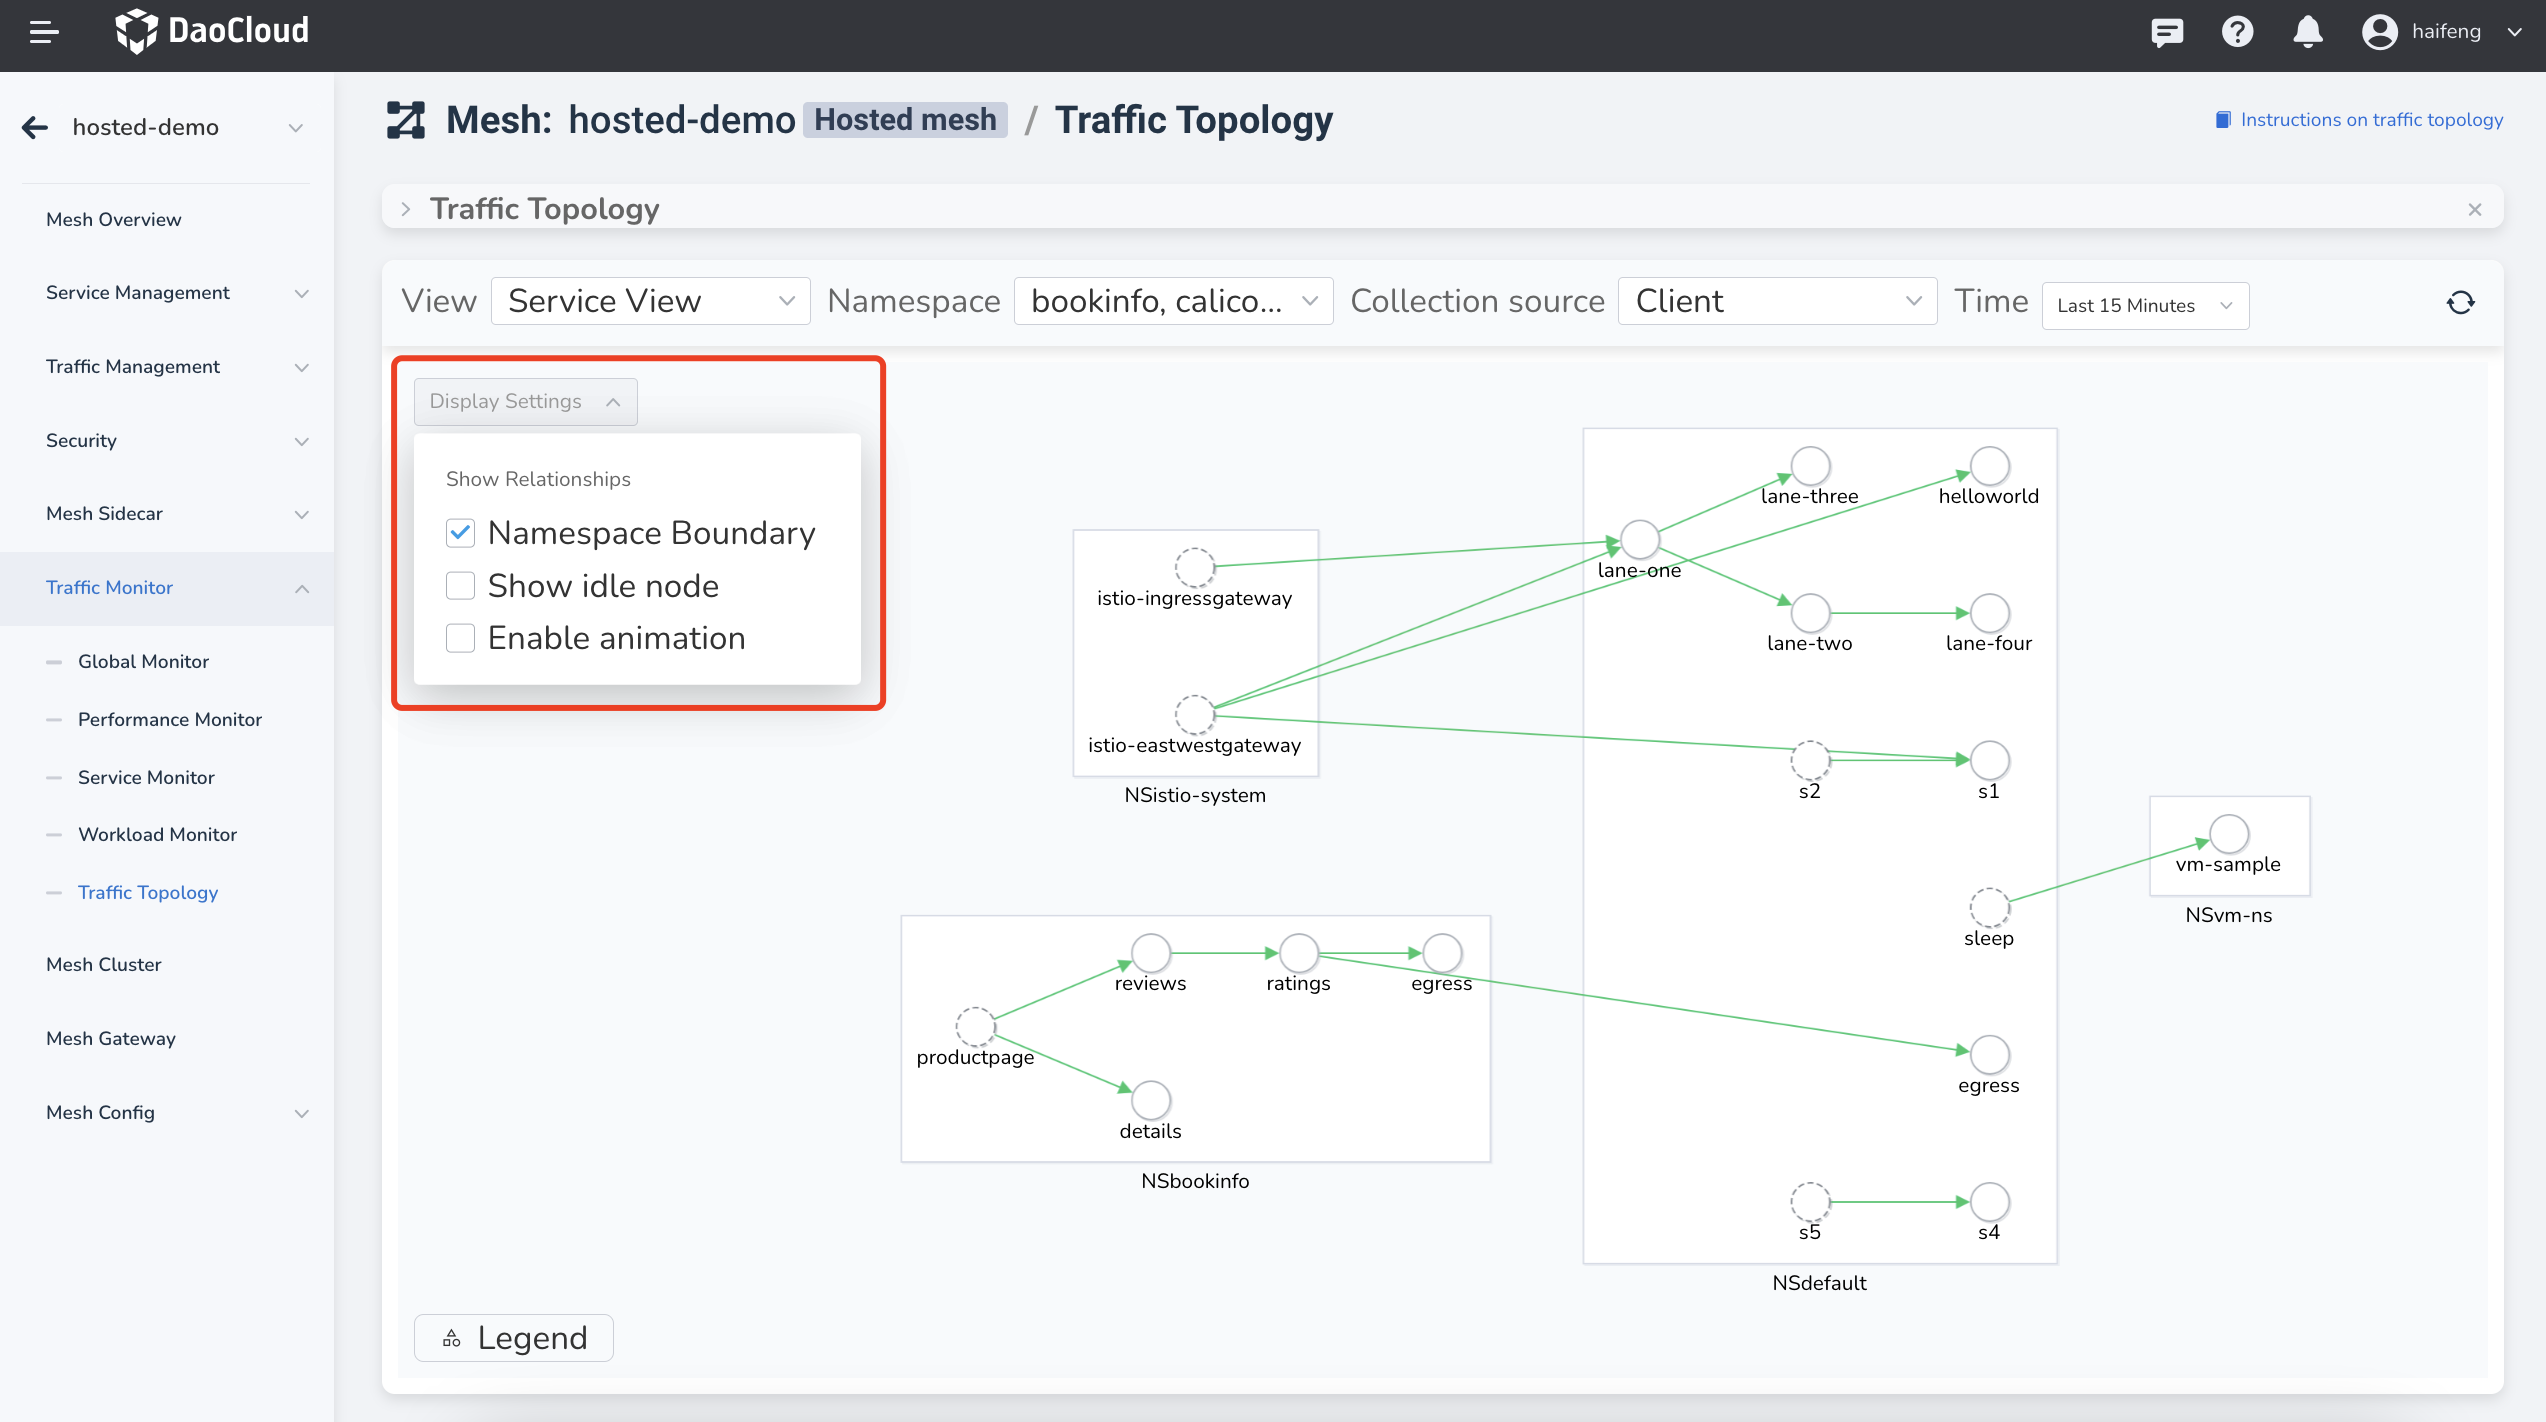 DaoCloud
haifeng
hosted-demo
Mesh: hosted-demo Hosted mesh / Traffic Topology
Instructions on traffic topology
Mesh Overview
Service Management
Traffic Management
Security
Mesh Sidecar
Traffic Monitor
Global Monitor
Performance Monitor
Service Monitor
Workload Monitor
Traffic Topology
Mesh Cluster
Mesh Gateway
Mesh Config
Traffic Topology
View Service View Namespace bookinfo, calico... Collection source Client Time Last 15 Minutes
Display Settings
Show Relationships
Namespace Boundary
Show idle node
Enable animation
lane-three
helloworld
lane-one
istio-ingressgateway
lane-two
lane-four
istio-eastwestgateway
NSistio-system
s2
s1
vm-sample
NSvm-ns
sleep
reviews
ratings
egress
productpage
details
NSbookinfo
egress
s5
s4
NSdefault
Legend